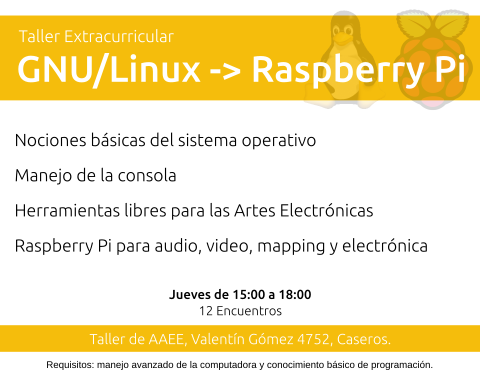 Taller Extracurricular
GNU/Linux -> Raspberry Pi
Nociones básicas del sistema operativo
Manejo de la consola
Herramientas libres para las Artes Electrónicas
Raspberry Pi para audio, video, mapping y electrónica
Jueves de 15:00 a 18:00
12 Encuentros
Taller de AAEE, Valentín Gómez 4752, Caseros.
Requisitos: manejo avanzado de la computadora y conocimiento básico de programación.